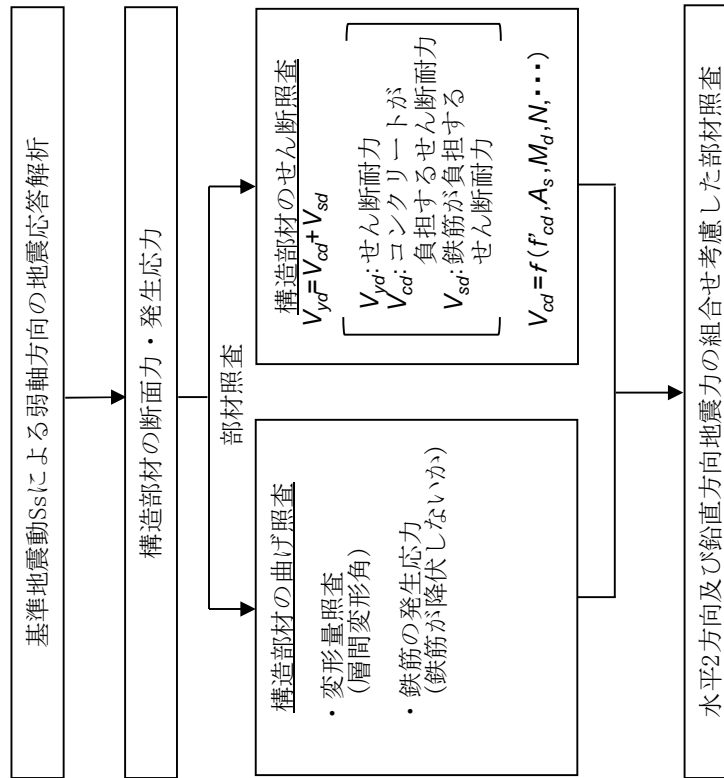 基準地震動Ssによる弱軸方向の地震応答解析
構造部材の断面力・発生応力
部材照査
構造部材の曲げ照査
・変形量照査
(層間変形角)
・鉄筋の発生応力
(鉄筋が降伏しないか)
構造部材のせん断照査
Vyd=Vcd+Vsd
Vyd:せん断耐力
Vcd:コンクリートが
負担するせん断耐力
Vsd:鉄筋が負担する
せん断耐力
Vcd=f(f'cd,As,Md,N,・・・)
水平2方向及び鉛直方向地震力の組合せ考慮した部材照査